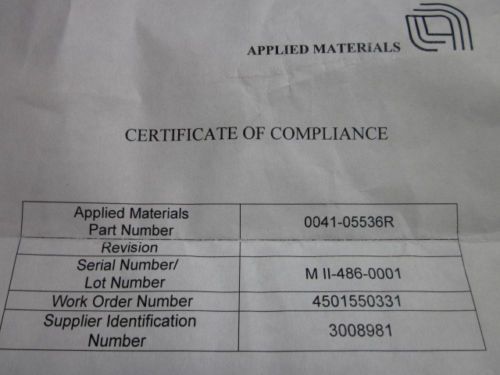 APPLIED MATERIALS
CERTIFICATE OF COMPLIANCE
Applied Materials
Part Number
0041-05536R
Revision
Serial Number/
Lot Number
M II-486-0001
Work Order Number
4501550331
Supplier Identification
Number
3008981